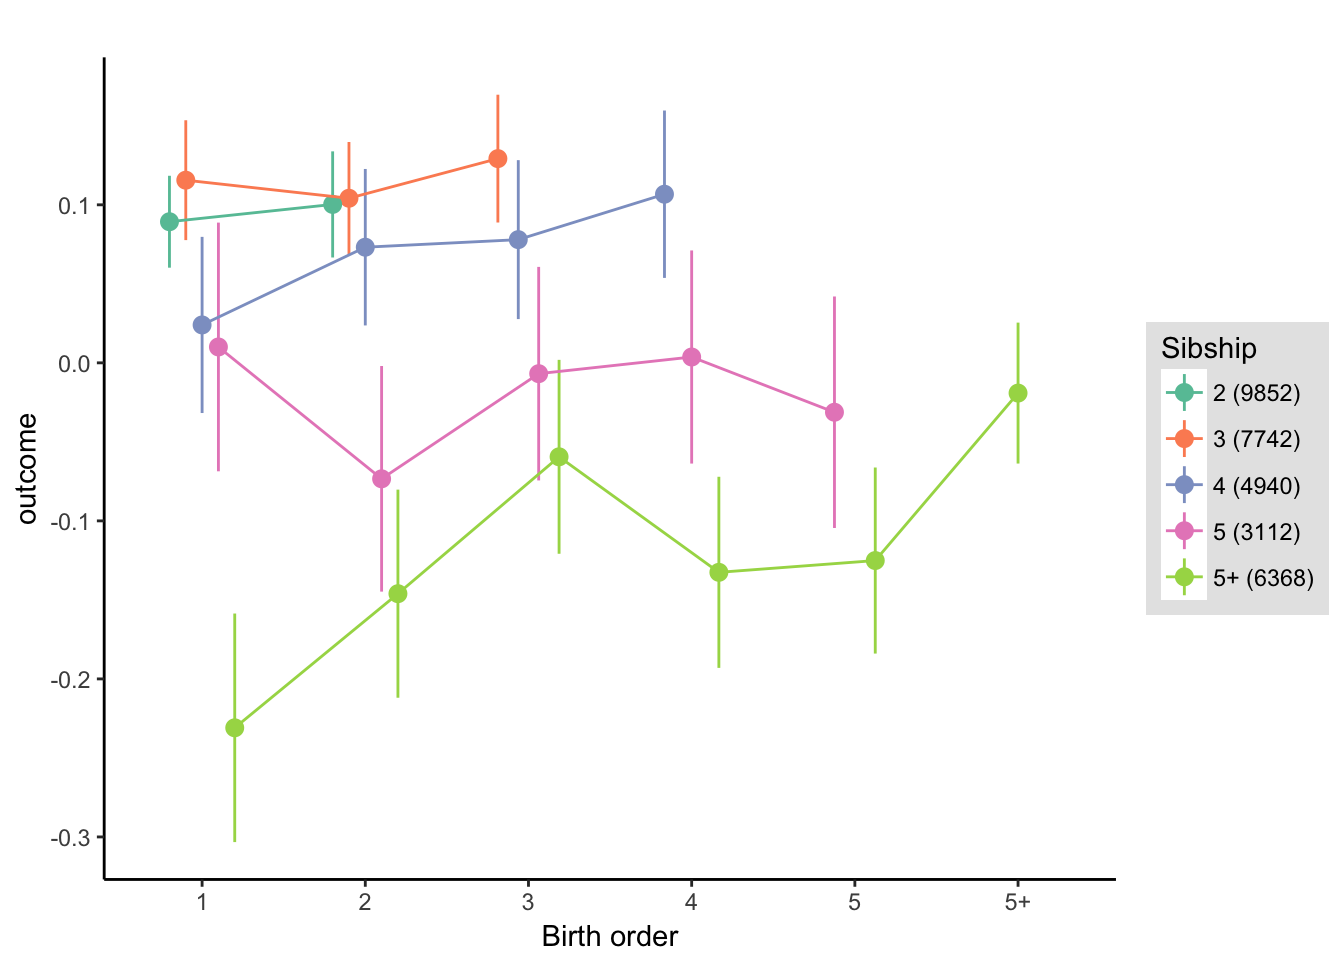 outcome
0.1
0.0
-0.1
-0.2
-0.3
1 2 3 4 5 5+
Birth order
Sibship
2 (9852)
3 (7742)
4 (4940)
5 (3112)
5+ (6368)